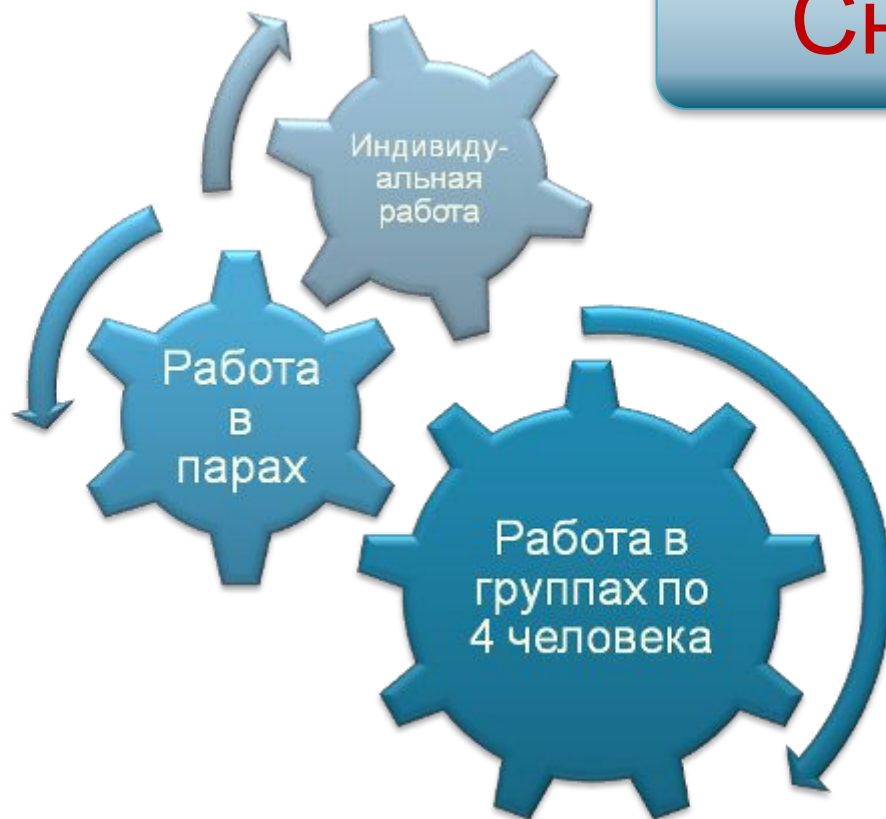 Индивиду-
альная
работа
Работа
в
парах
Работа в
группах по
4 человека